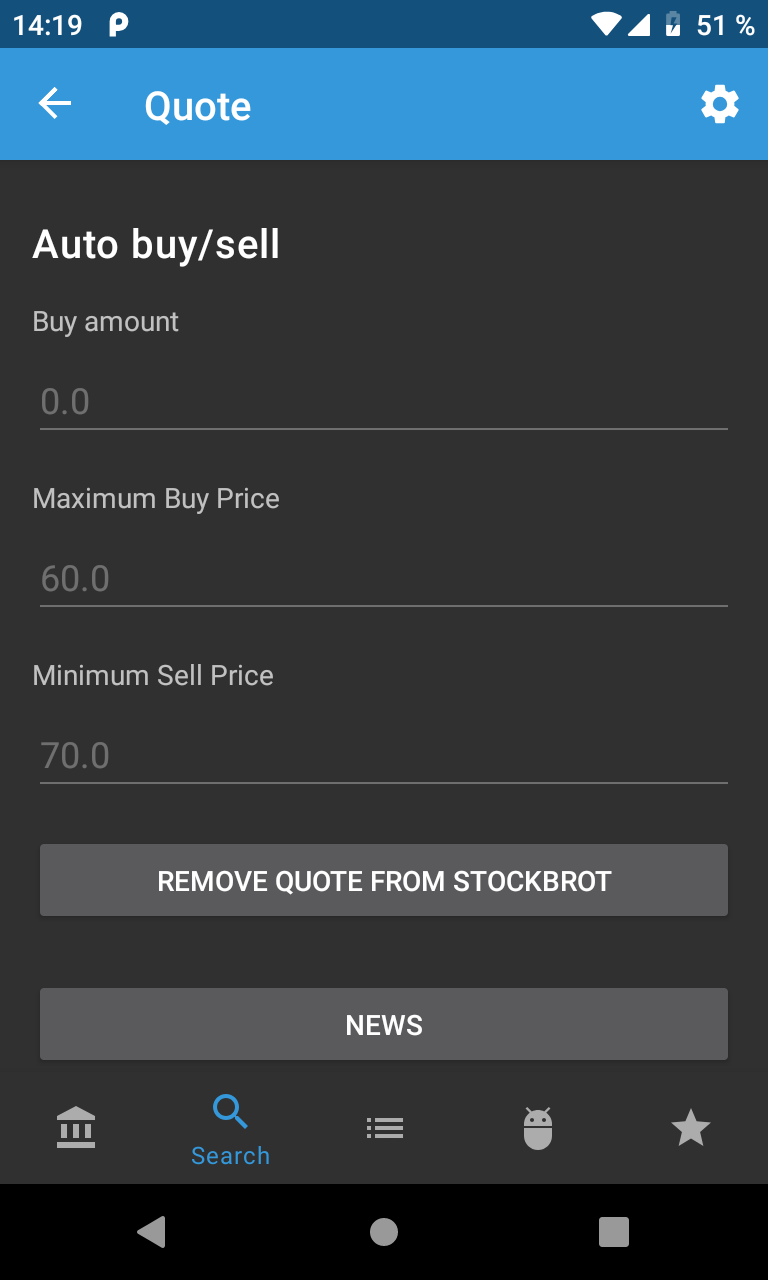 14:19 51 %
Quote
Auto buy/sell
Buy amount
0.0
Maximum Buy Price
60.0
Minimum Sell Price
70.0
REMOVE QUOTE FROM STOCKBROT
NEWS
Search